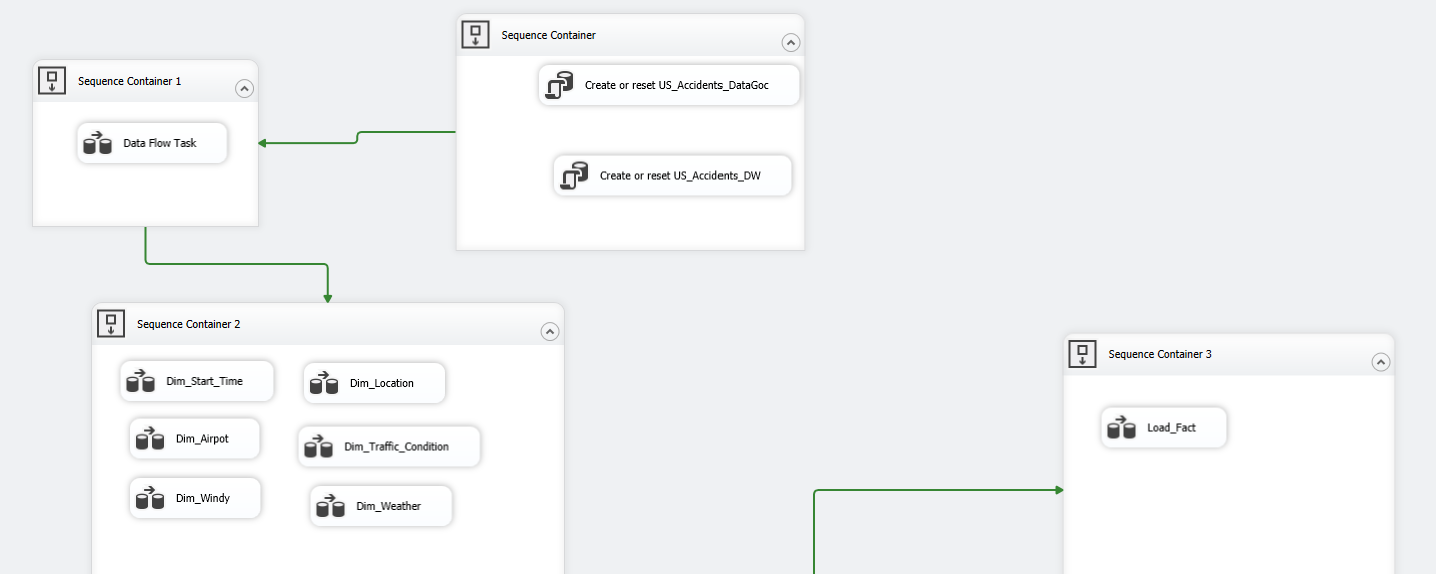 Sequence Container
Create or reset US_Accidents_DataGoc
Create or reset US_Accidents_DW
Sequence Container 1
Data Flow Task
Sequence Container 2
Dim_Start_Time
Dim_Location
Dim_Airpot
Dim_Traffic_Condition
Dim_Windy
Dim_Weather
Sequence Container 3
Load_Fact